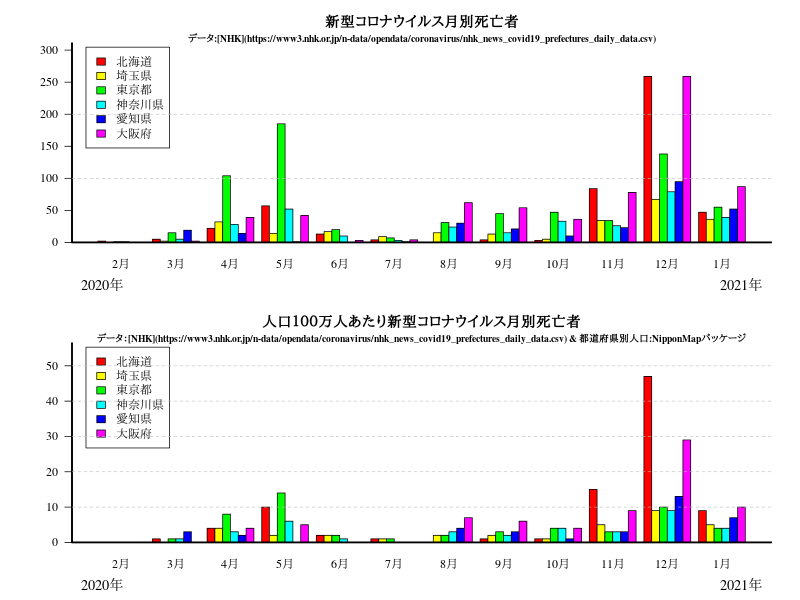 新型コロナウイルス月別死亡者
データ:[NHK](https://www3.nhk.or.jp/n-data/opendata/coronavirus/nhk_news_covid19_prefectures_daily_data.csv)
300
250
200
150
100
50
0
北海道
埼玉県
東京都
神奈川県
愛知県
大阪府
2月 3月 4月 5月 6月 7月 8月 9月 10月 11月 12月 1月
2020年 2021年
人口100万人あたり新型コロナウイルス月別死亡者
データ:[NHK](https://www3.nhk.or.jp/n-data/opendata/coronavirus/nhk_news_covid19_prefectures_daily_data.csv) & 都道府県別人口:NipponMapパッケージ
50
40
30
20
10
0
北海道
埼玉県
東京都
神奈川県
愛知県
大阪府
2月 3月 4月 5月 6月 7月 8月 9月 10月 11月 12月 1月
2020年 2021年